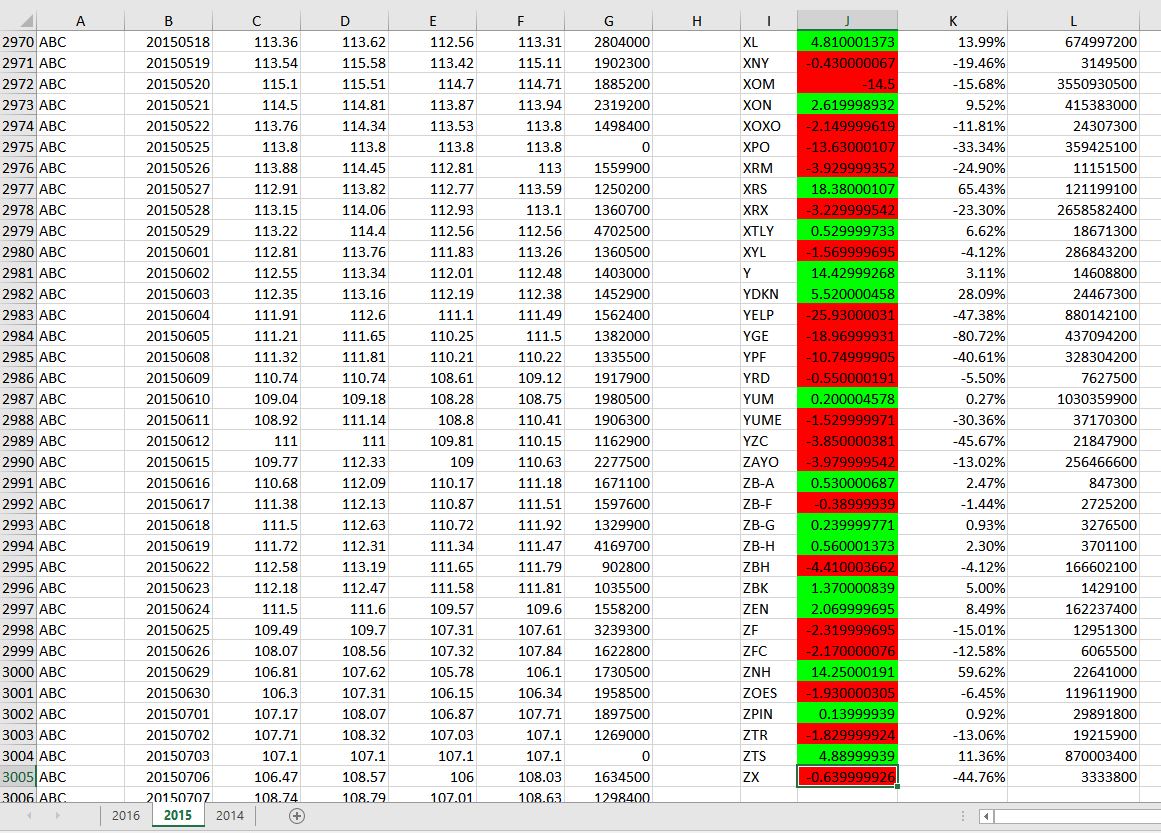 A B C D E F G H I J K L
2970 ABC 20150518 113.36 113.62 112.56 113.31 2804000 XL 4.810001373 13.99% 674997200
2971 ABC 20150519 113.54 115.58 113.42 115.11 1902300 XNY -0.430000067 -19.46% 3149500
2972 ABC 20150520 115.1 115.51 114.7 114.71 1885200 XOM -14.5 -15.68% 3550930500
2973 ABC 20150521 114.5 114.81 113.87 113.94 2319200 XON 2.619998932 9.52% 415383000
2974 ABC 20150522 113.76 114.34 113.53 113.8 1498400 XOXO -2.149999619 -11.81% 24307300
2975 ABC 20150525 113.8 113.8 113.8 113.8 0 XPO -13.63000107 -33.34% 359425100
2976 ABC 20150526 113.88 114.45 112.81 113 1559900 XRM -3.929999352 -24.90% 11151500
2977 ABC 20150527 112.91 113.82 112.77 113.59 1250200 XRS 18.38000107 65.43% 121199100
2978 ABC 20150528 113.15 114.06 112.93 113.1 1360700 XRX -3.229999542 -23.30% 2658582400
2979 ABC 20150529 113.22 114.4 112.56 112.56 4702500 XTLY 0.529999733 6.62% 18671300
2980 ABC 20150601 112.81 113.76 111.83 113.26 1360500 XYL -1.569999695 -4.12% 286843200
2981 ABC 20150602 112.55 113.34 112.01 112.48 1403000 Y 14.42999268 3.11% 14608800
2982 ABC 20150603 112.35 113.16 112.19 112.38 1452900 YDKN 5.520000458 28.09% 24467300
2983 ABC 20150604 111.91 112.6 111.1 111.49 1562400 YELP -25.93000031 -47.38% 880142100
2984 ABC 20150605 111.21 111.65 110.25 111.5 1382000 YGE -18.96999931 -80.72% 437094200
2985 ABC 20150608 111.32 111.81 110.21 110.22 1335500 YPF -10.74999905 -40.61% 328304200
2986 ABC 20150609 110.74 110.74 108.61 109.12 1917900 YRD -0.550000191 -5.50% 7627500
2987 ABC 20150610 109.04 109.18 108.28 108.75 1980500 YUM 0.200004578 0.27% 1030359900
2988 ABC 20150611 108.92 111.14 108.8 110.41 1906300 YUME -1.529999971 -30.36% 37170300
2989 ABC 20150612 111 111 109.81 110.15 1162900 YZC -3.850000381 -45.67% 21847900
2990 ABC 20150615 109.77 112.33 109 110.63 2277500 ZAYO -3.979999542 -13.02% 256466600
2991 ABC 20150616 110.68 112.09 110.17 111.18 1671100 ZB-A 0.530000687 2.47% 847300
2992 ABC 20150617 111.38 112.13 110.87 111.51 1597600 ZB-F -0.38999939 -1.44% 2725200
2993 ABC 20150618 111.5 112.63 110.72 111.92 1329900 ZB-G 0.239999771 0.93% 3276500
2994 ABC 20150619 111.72 112.31 111.34 111.47 4169700 ZB-H 0.560001373 2.30% 3701100
2995 ABC 20150622 112.58 113.19 111.65 111.79 902800 ZBH -4.410003662 -4.12% 166602100
2996 ABC 20150623 112.18 112.47 111.58 111.81 1035500 ZBK 1.370000839 5.00% 1429100
2997 ABC 20150624 111.5 111.6 109.57 109.6 1558200 ZEN 2.069999695 8.49% 162237400
2998 ABC 20150625 109.49 109.7 107.31 107.61 3239300 ZF -2.319999695 -15.01% 12951300
2999 ABC 20150626 108.07 108.56 107.32 107.84 1622800 ZFC -2.170000076 -12.58% 6065500
3000 ABC 20150629 106.81 107.62 105.78 106.1 1730500 ZNH 14.25000191 59.62% 22641000
3001 ABC 20150630 106.3 107.31 106.15 106.34 1958500 ZOES -1.930000305 -6.45% 119611900
3002 ABC 20150701 107.17 108.07 106.87 107.71 1897500 ZPIN 0.13999939 0.92% 29891800
3003 ABC 20150702 107.71 108.32 107.03 107.1 1269000 ZTR -1.829999924 -13.06% 19215900
3004 ABC 20150703 107.1 107.1 107.1 107.1 0 ZTS 4.88999939 11.36% 870003400
3005 ABC 20150706 106.47 108.57 106 108.03 1634500 ZX -0.639999926 -44.76% 3333800
3006 ABC 20150707 108.74 108.79 107.01 108.63 1298400
2016 2015 2014